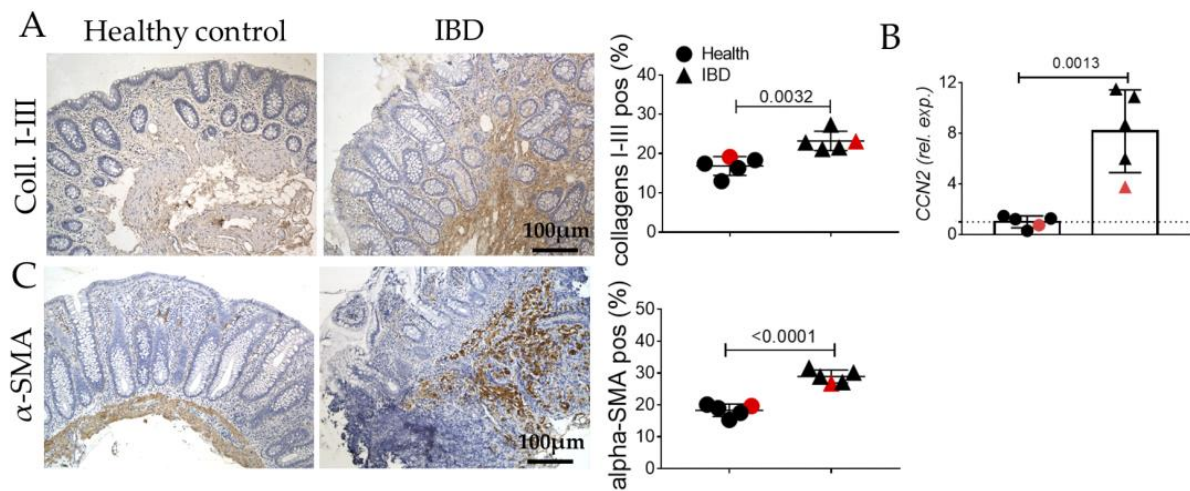 A
Healthy control
IBD
Coll. I-III
100μm
collagens I-III pos (%)
Health
IBD
40
30
20
10
0
0.0032
B
CCN2 (rel. exp.)
12
8
4
0
0.0013
C
α-SMA
100μm
alpha-SMA pos (%)
50
40
30
20
10
0
<0.0001